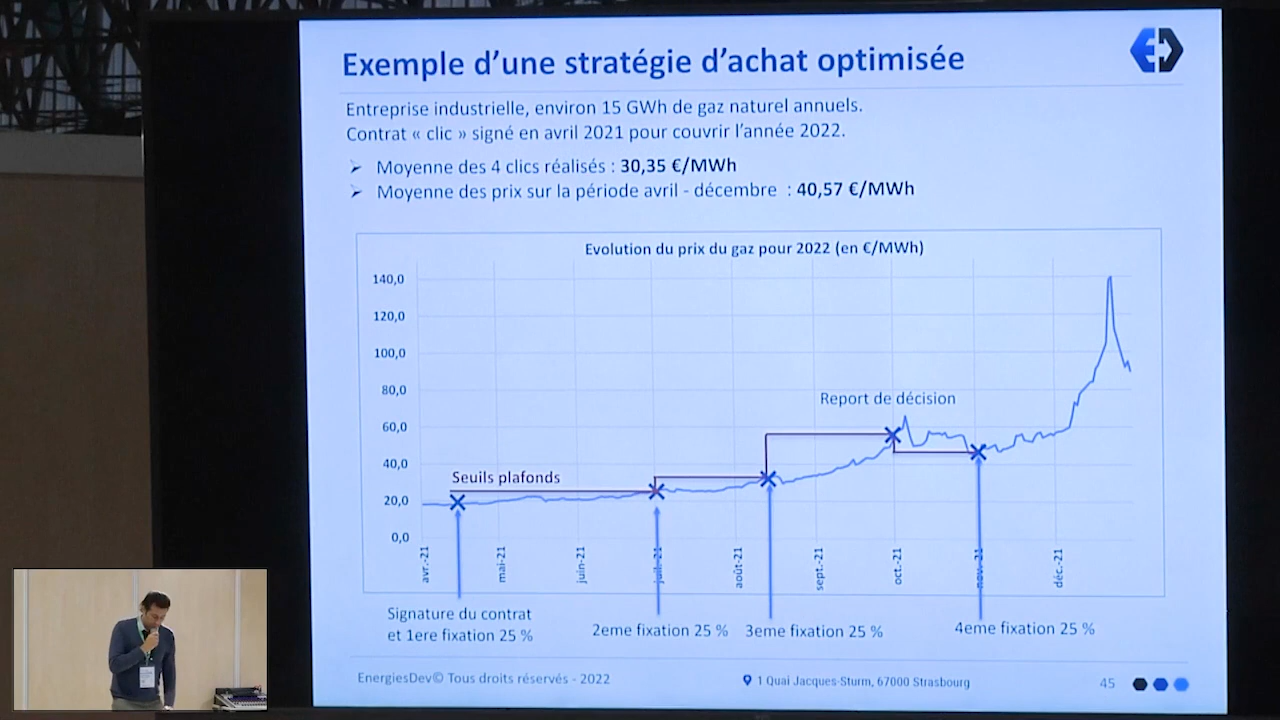 Exemple d'une stratégie d'achat optimisée
Entreprise industrielle, environ 15 GWh de gaz naturel annuels.
Contrat « clic » signé en avril 2021 pour couvrir l'année 2022.
➢ Moyenne des 4 clics réalisés : 30,35 €/MWh
➢ Moyenne des prix sur la période avril - décembre : 40,57 €/MWh
Evolution du prix du gaz pour 2022 (en €/MWh)
140,0
120,0
100,0
80,0
60,0
40,0
20,0
0,0
Report de décision
Seuils plafonds
avr.-21
mai-21
juin-21
juil.-21
août-21
sept.-21
oct.-21
nov.-21
déc.-21
Signature du contrat
et 1ere fixation 25 %
2eme fixation 25 %
3eme fixation 25 %
4eme fixation 25 %
EnergiesDev© Tous droits réservés - 2022
1 Quai Jacques-Sturm, 67000 Strasbourg
45